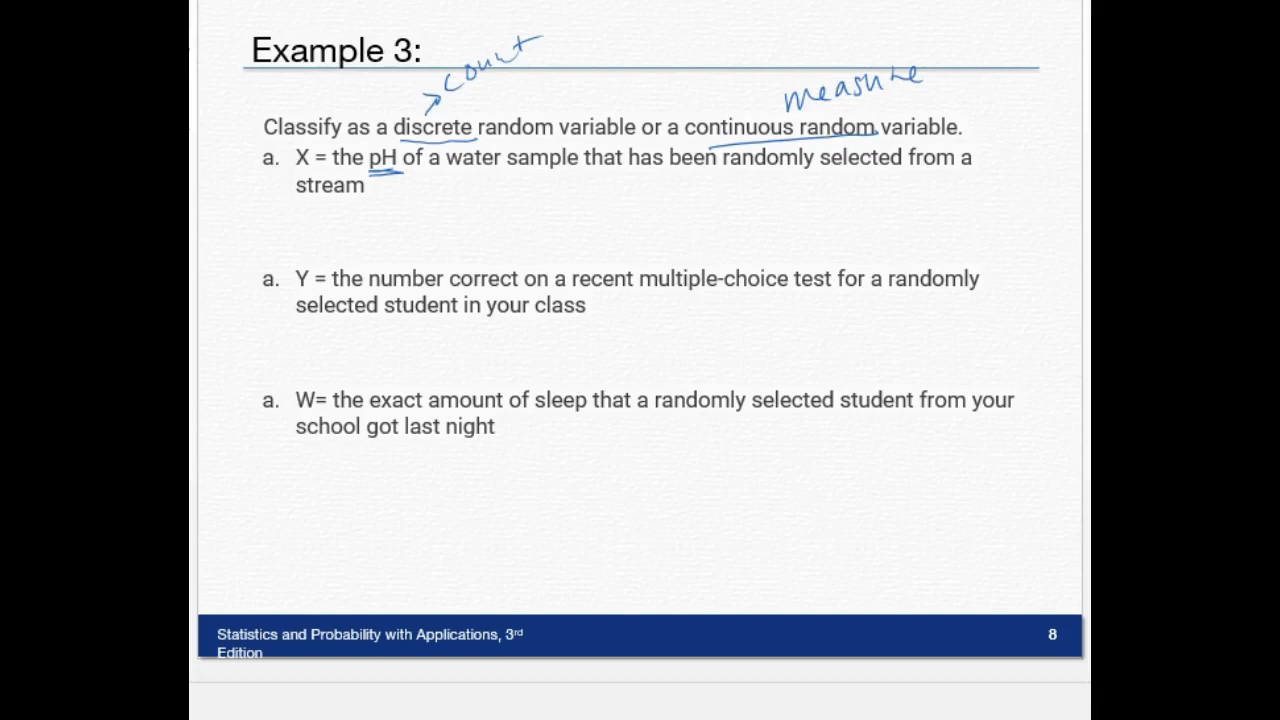 Example 3:
count
measure
Classify as a discrete random variable or a continuous random variable.
a. X = the pH of a water sample that has been randomly selected from a
stream
a. Y = the number correct on a recent multiple-choice test for a randomly
selected student in your class
a. W= the exact amount of sleep that a randomly selected student from your
school got last night
Statistics and Probability with Applications, 3rd
Edition
8